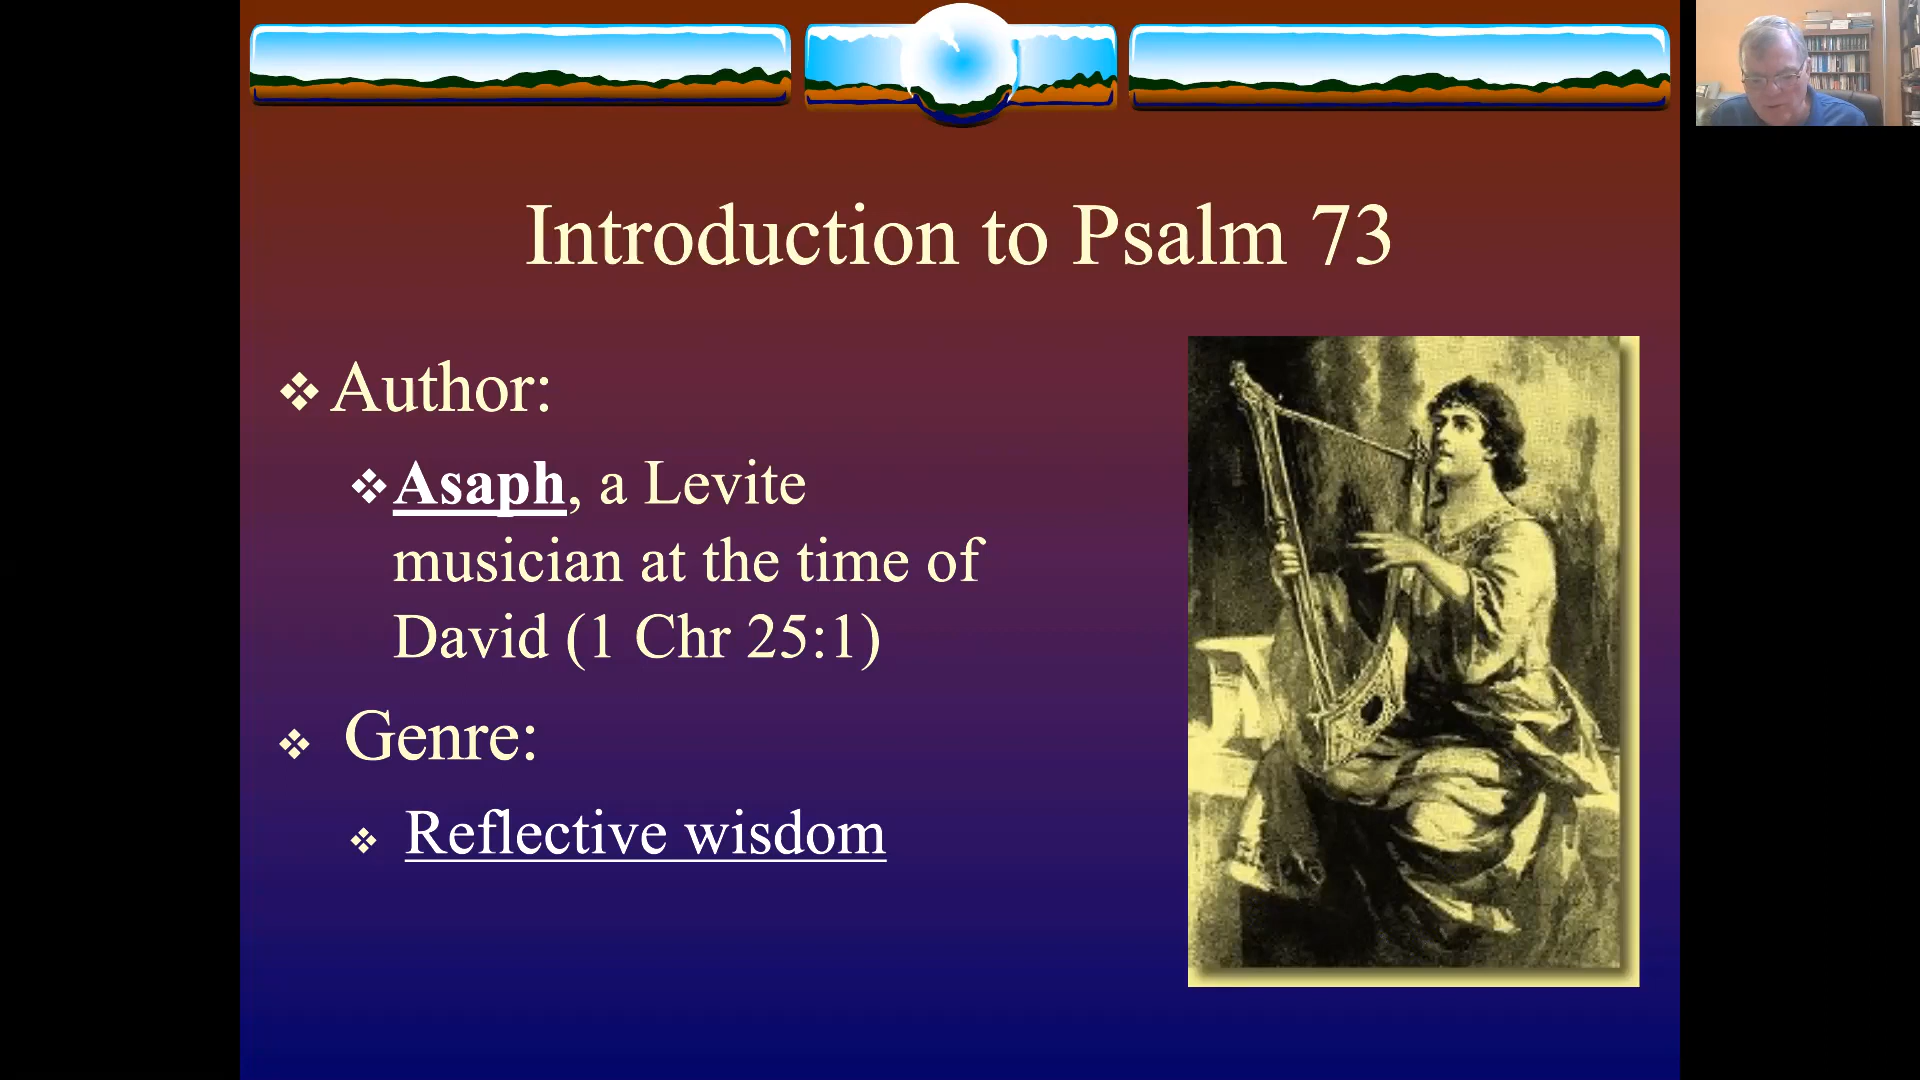 Introduction to Psalm 73
❖ Author:
❖ Asaph, a Levite
musician at the time of
David (1 Chr 25:1)
❖ Genre:
❖ Reflective wisdom